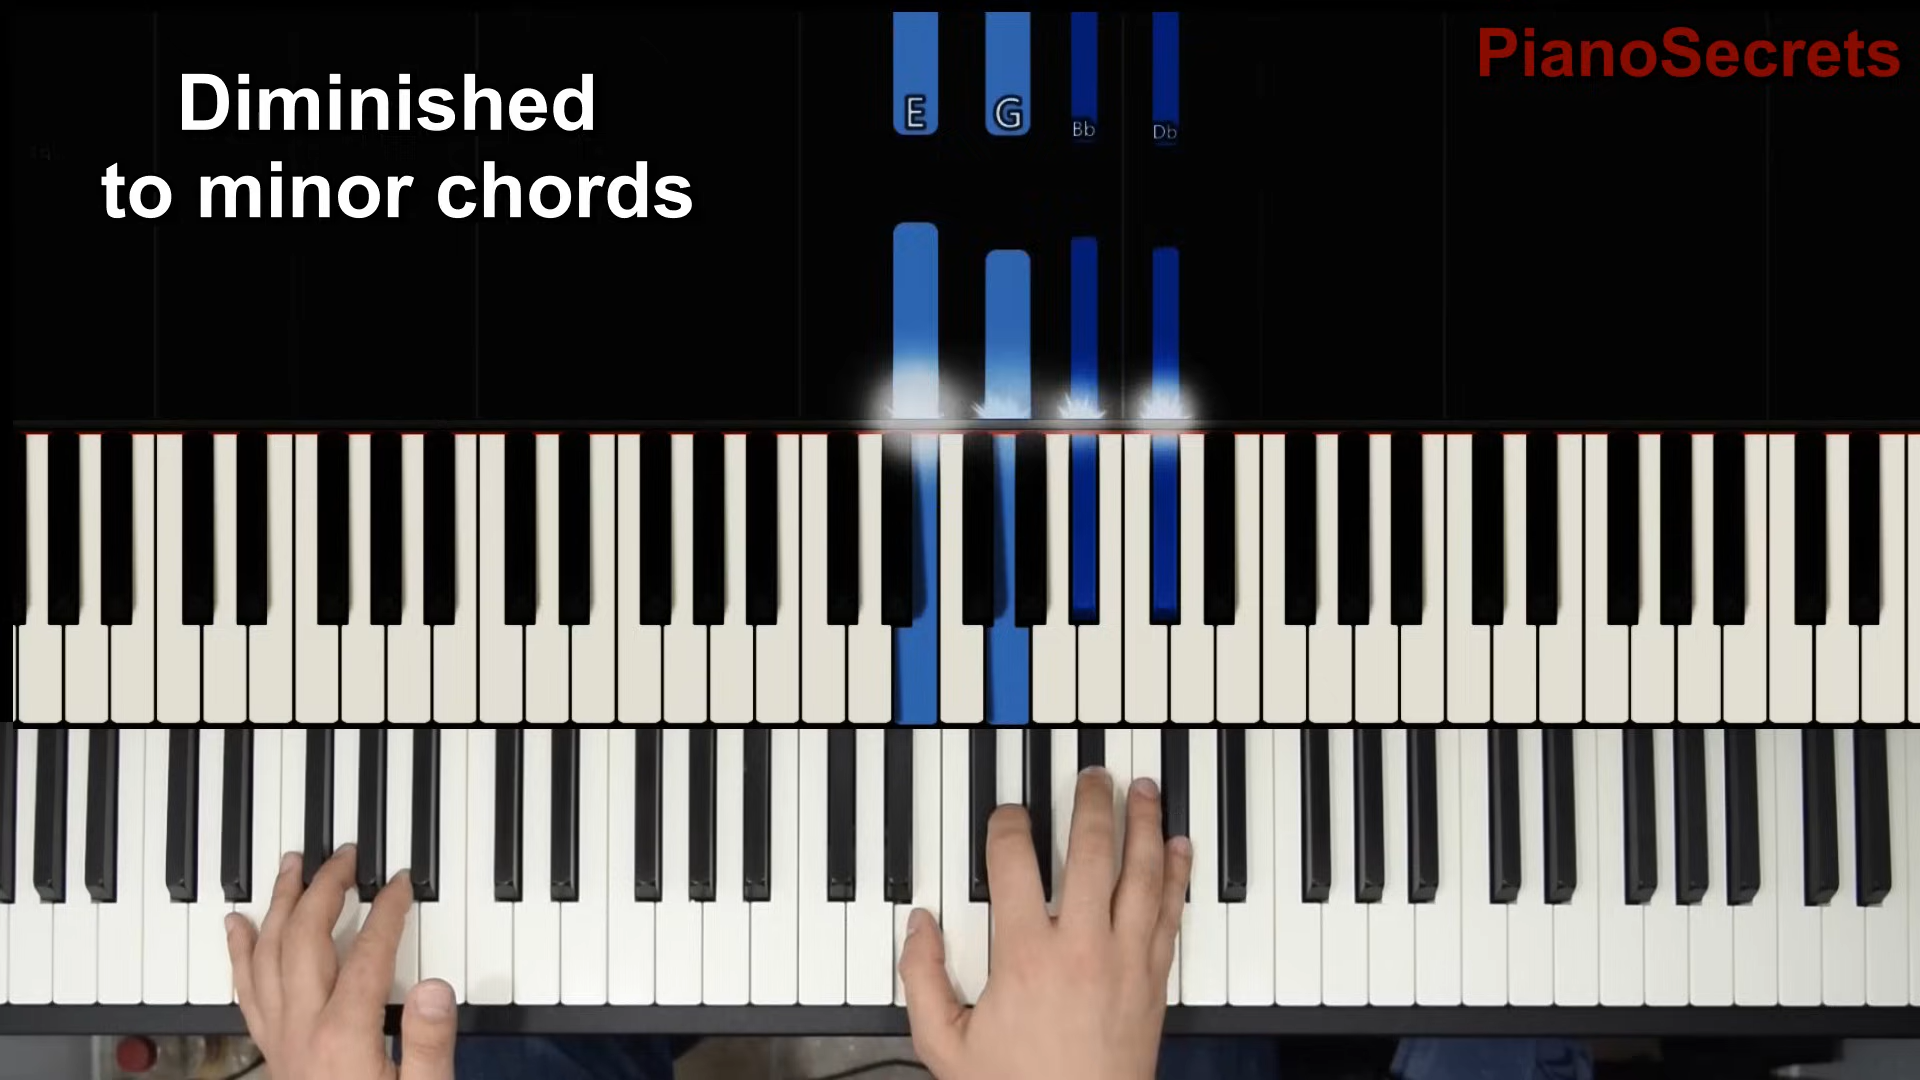 Diminished
to minor chords
PianoSecrets
E
G
Bb
Db